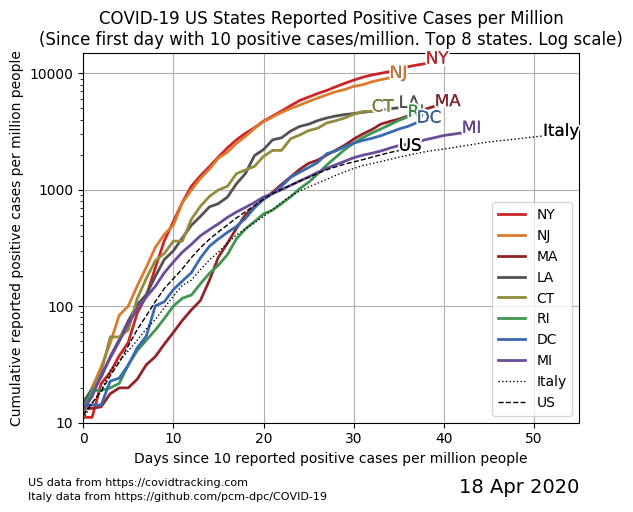 COVID-19 US States Reported Positive Cases per Million
(Since first day with 10 positive cases/million. Top 8 states. Log scale)
Cumulative reported positive cases per million people
10000
1000
100
10
NY
NJ
CT
LA
MA
RI
DC
MI
US
Italy
NY
NJ
MA
LA
CT
RI
DC
MI
Italy
US
0 10 20 30 40 50
Days since 10 reported positive cases per million people
US data from https://covidtracking.com
Italy data from https://github.com/pcm-dpc/COVID-19
18 Apr 2020